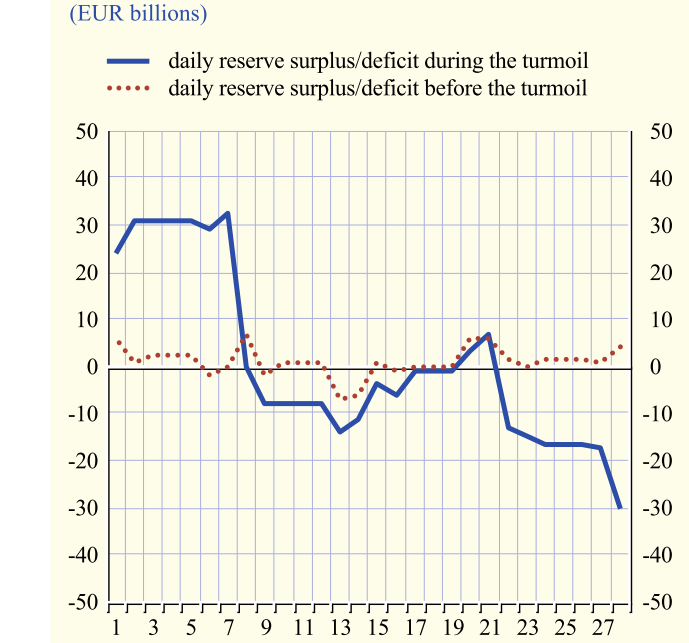 (EUR billions)
daily reserve surplus/deficit during the turmoil
daily reserve surplus/deficit before the turmoil
50 50
40 40
30 30
20 20
10 10
0 0
-10 -10
-20 -20
-30 -30
-40 -40
-50 -50
1 3 5 7 9 11 13 15 17 19 21 23 25 27